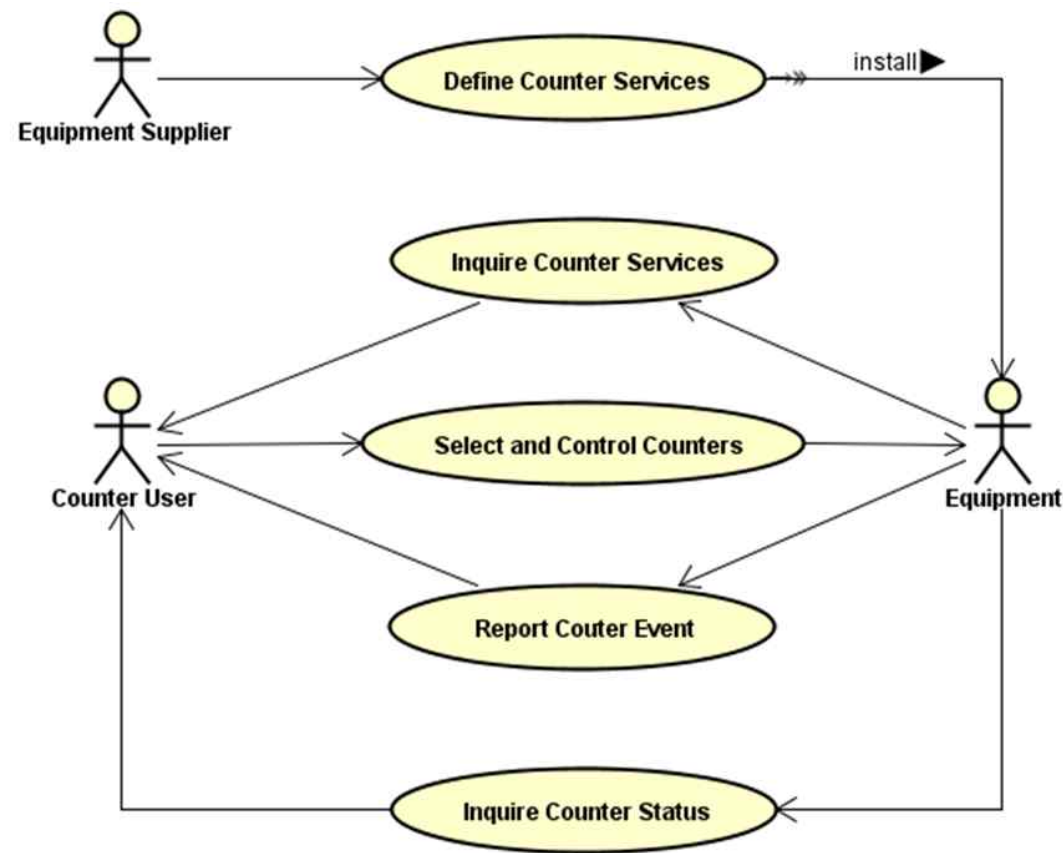 install▶
Define Counter Services
Equipment Supplier
Inquire Counter Services
Select and Control Counters
Counter User
Equipment
Report Couter Event
Inquire Counter Status